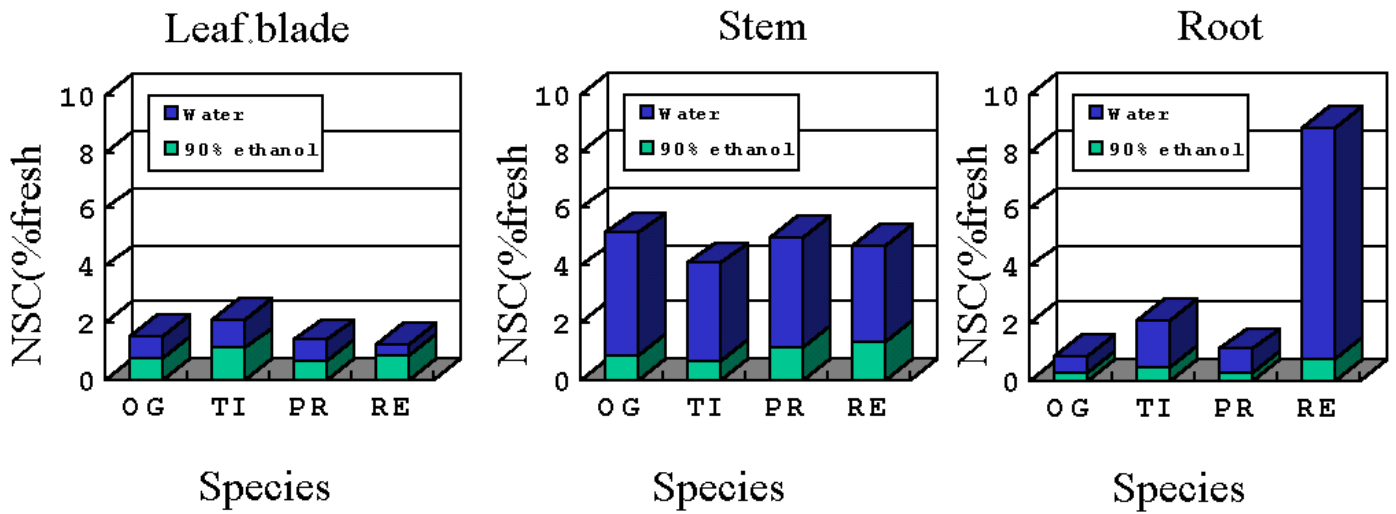 Leaf.blade
NSC(%fresh
10
8
6
4
2
0
Water
90% ethanol
OG TI PR RE
Species
Stem
NSC(%fresh
10
8
6
4
2
0
Water
90% ethanol
OG TI PR RE
Species
Root
NSC(%fresh
10
8
6
4
2
0
Water
90% ethanol
OG TI PR RE
Species